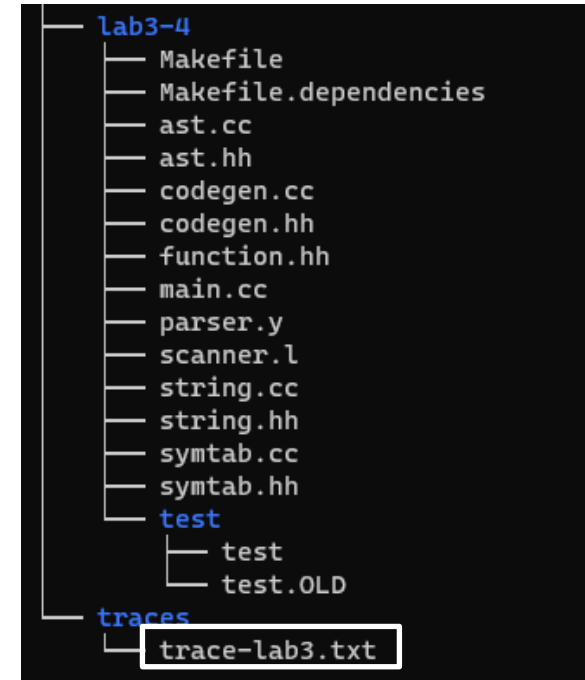 lab3-4
Makefile
Makefile.dependencies
ast.cc
ast.hh
codegen.cc
codegen.hh
function.hh
main.cc
parser.y
scanner.l
string.cc
string.hh
symtab.cc
symtab.hh
test
test
test.OLD
traces
trace-lab3.txt